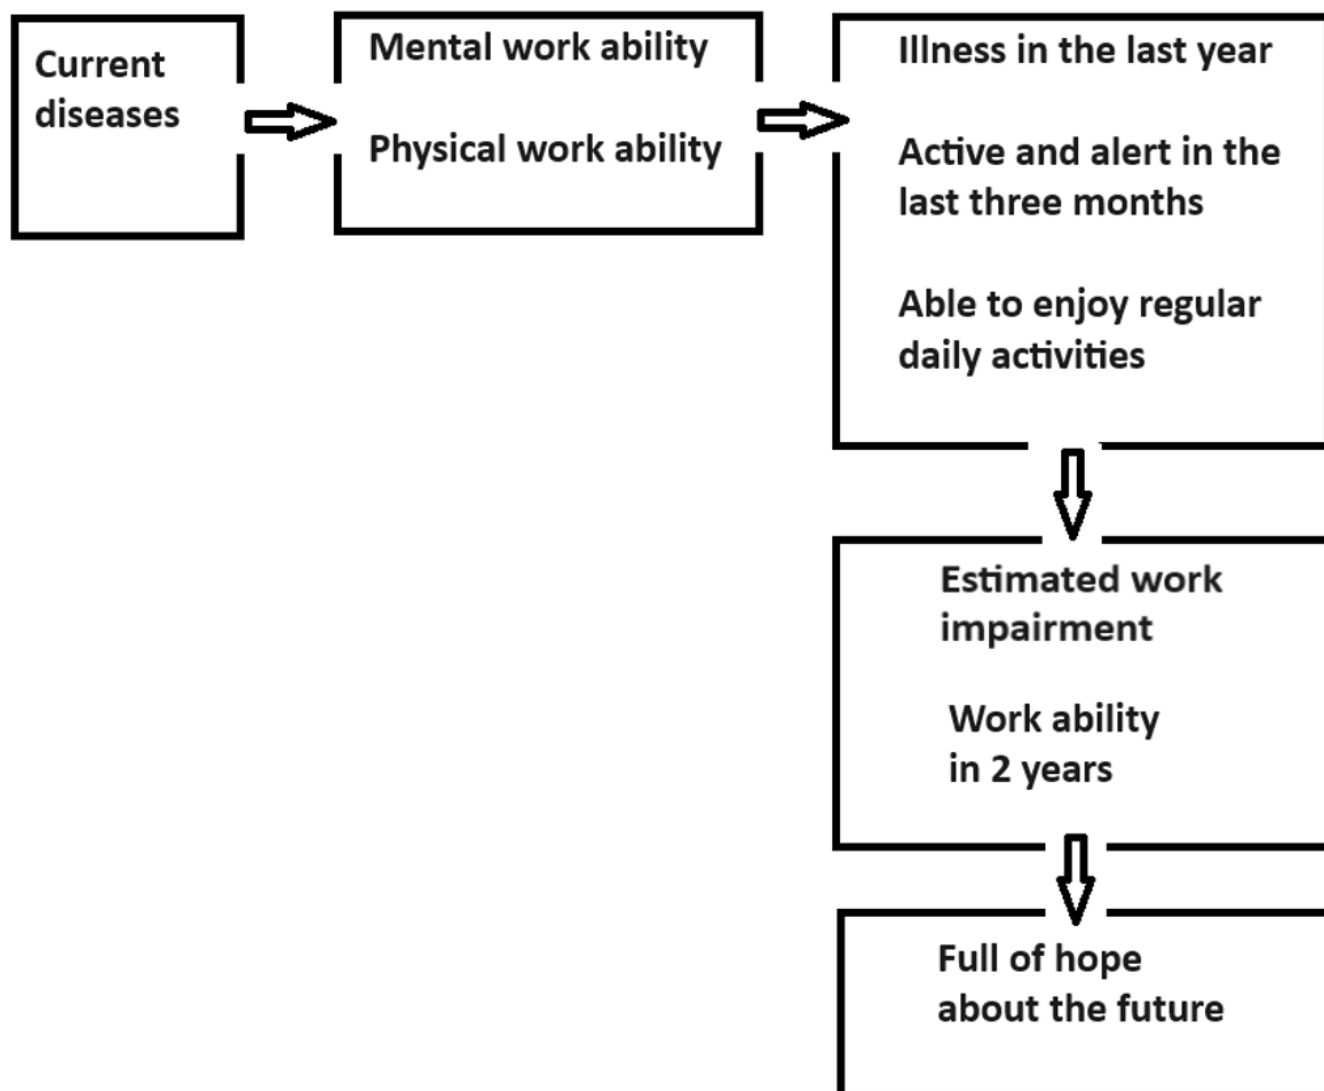 Current
diseases
Mental work ability
Physical work ability
Illness in the last year
Active and alert in the
last three months
Able to enjoy regular
daily activities
Estimated work
impairment
Work ability
in 2 years
Full of hope
about the future